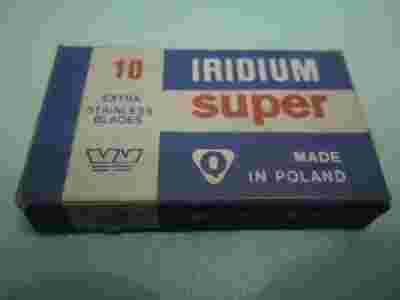 10
EXTRA
STAINLESS
BLADES
IRIDIUM
super
Q
MADE
IN POLAND